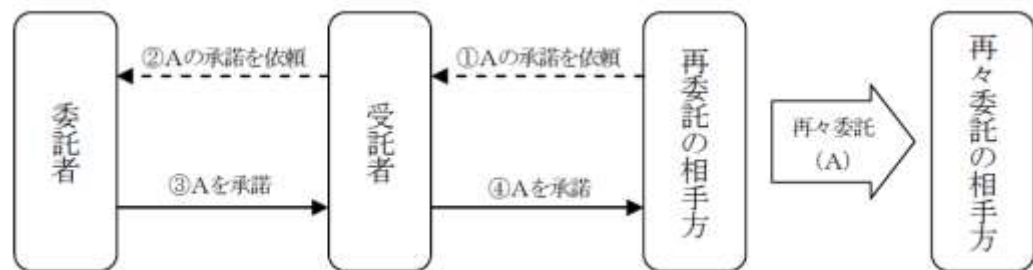 委託者
②Aの承諾を依頼
③Aを承諾
受託者
①Aの承諾を依頼
④Aを承諾
再委託の相手方
再々委託
(A)
再々委託の相手方